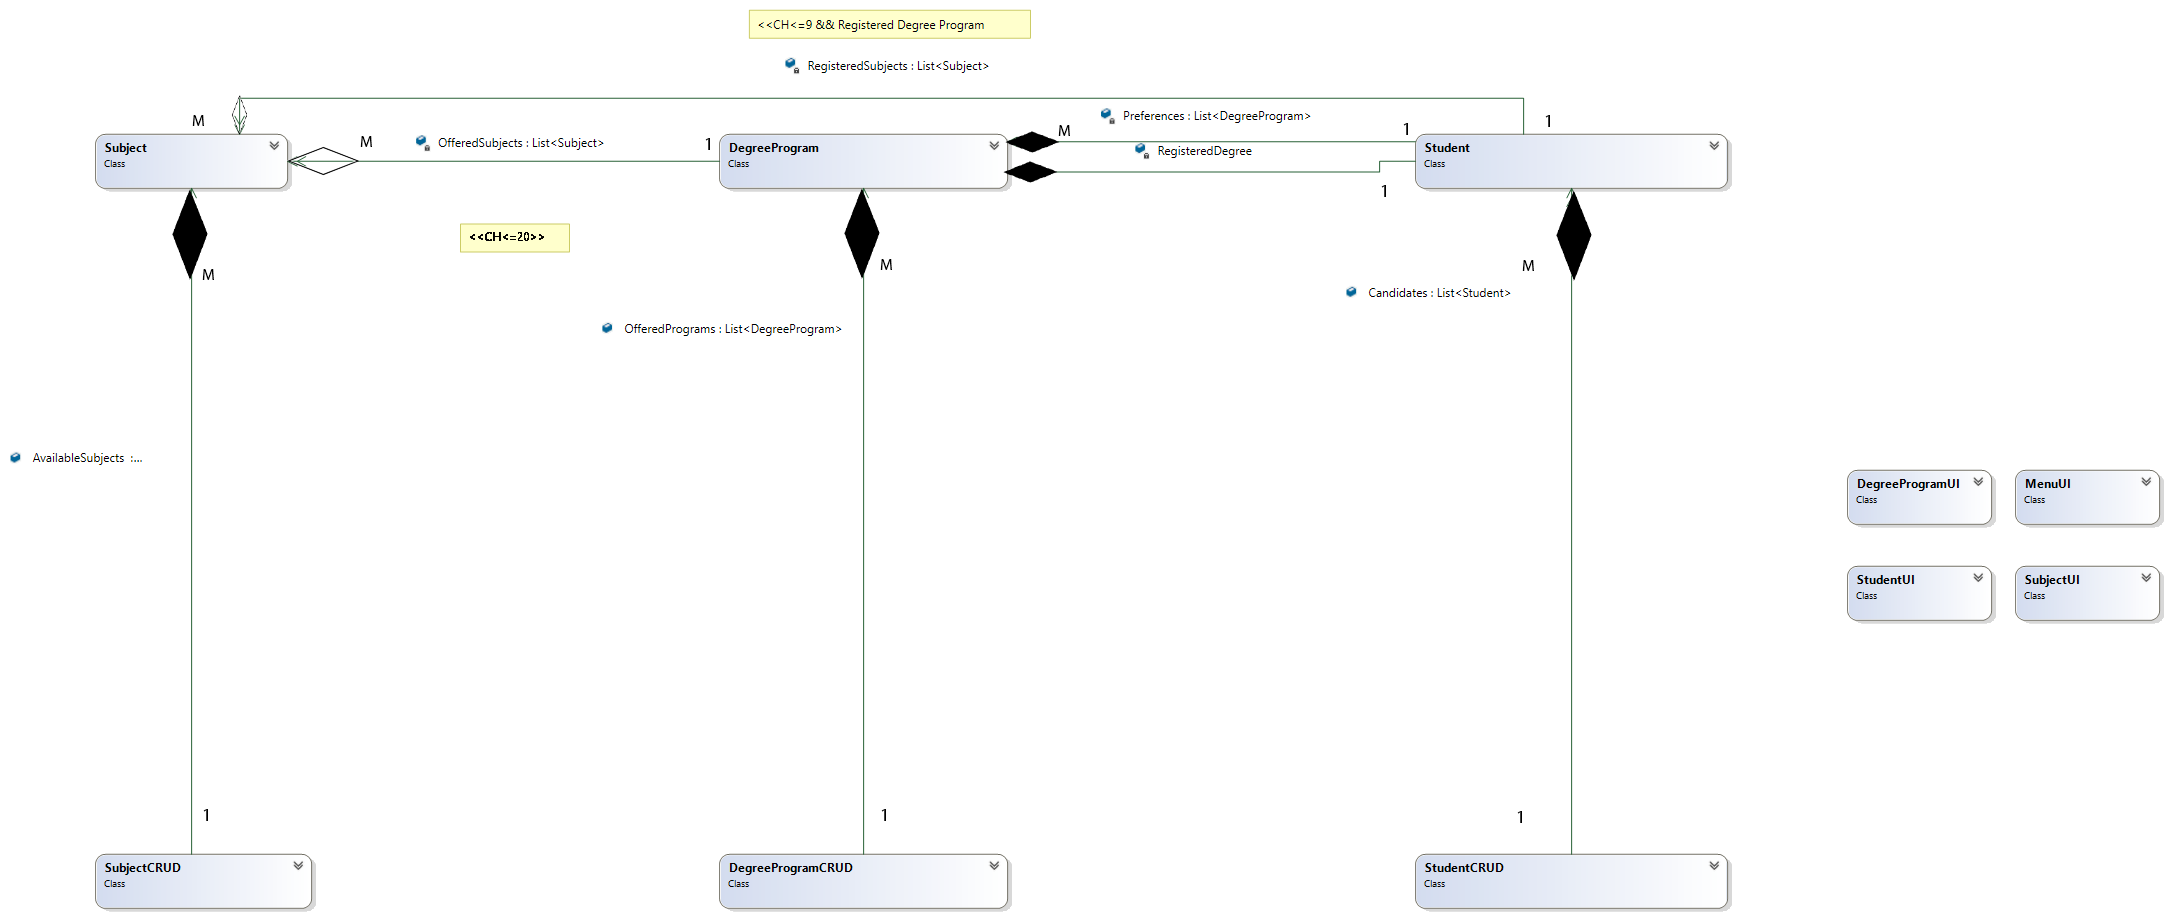 <<CH<=9 && Registered Degree Program
RegisteredSubjects : List<Subject>
Preferences : List<DegreeProgram>
M
1
M
OfferedSubjects : List<Subject>
1
M
1
Subject
Class
DegreeProgram
Class
RegisteredDegree
Student
Class
1
<<CH<=20>>
M
M
M
Candidates : List<Student>
OfferedPrograms : List<DegreeProgram>
AvailableSubjects :...
DegreeProgramUI
Class
MenuUI
Class
StudentUI
Class
SubjectUI
Class
1
1
1
SubjectCRUD
Class
DegreeProgramCRUD
Class
StudentCRUD
Class